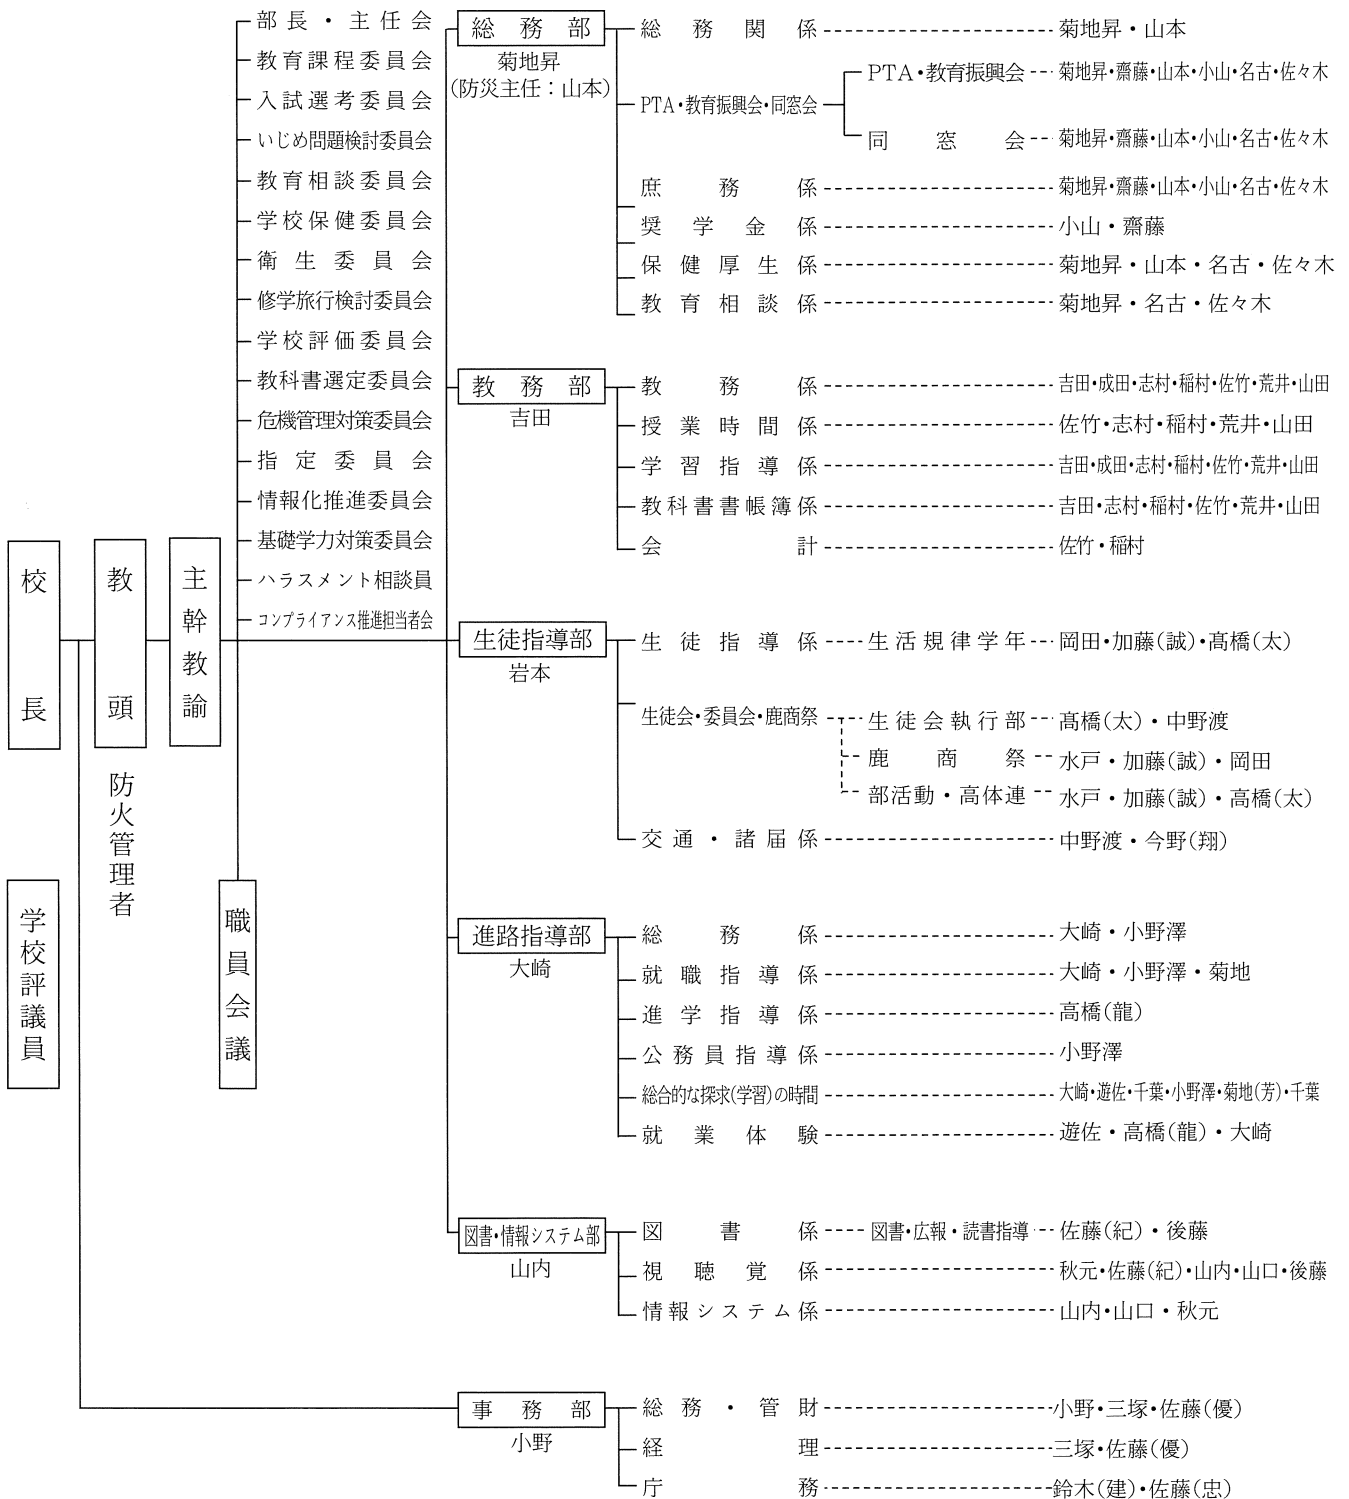 校長
教頭
防火管理者
主幹教諭
学校評議員
職員会議
部長・主任会
教育課程委員会
入試選考委員会
いじめ問題検討委員会
教育相談委員会
学校保健委員会
衛生委員会
修学旅行検討委員会
学校評価委員会
教科書選定委員会
危機管理対策委員会
指定委員会
情報化推進委員会
基礎学力対策委員会
ハラスメント相談員
コンプライアンス推進担当者会
総務部
菊地昇
(防災主任：山本)
総務関係 菊地昇・山本
PTA・教育振興会・同窓会
PTA・教育振興会 菊地昇・齋藤・山本・小山・名古・佐々木
同窓会 菊地昇・齋藤・山本・小山・名古・佐々木
庶務係 菊地昇・齋藤・山本・小山・名古・佐々木
奨学金係 小山・齋藤
保健厚生係 菊地昇・山本・名古・佐々木
教育相談係 菊地昇・名古・佐々木
教務部
吉田
教務係 吉田・成田・志村・稲村・佐竹・荒井・山田
授業時間係 佐竹・志村・稲村・荒井・山田
学習指導係 吉田・成田・志村・稲村・佐竹・荒井・山田
教科書書帳簿係 吉田・志村・稲村・佐竹・荒井・山田
会計 佐竹・稲村
生徒指導部
岩本
生徒指導係 生活規律学年 岡田・加藤(誠)・髙橋(太)
生徒会・委員会・鹿商祭 生徒会執行部 髙橋(太)・中野渡
鹿商祭 水戸・加藤(誠)・岡田
部活動・高体連 水戸・加藤(誠)・高橋(太)
交通・諸届係 中野渡・今野(翔)
進路指導部
大崎
総務係 大崎・小野澤
就職指導係 大崎・小野澤・菊地
進学指導係 高橋(龍)
公務員指導係 小野澤
総合的な探求(学習)の時間 大崎・遊佐・千葉・小野澤・菊地(芳)・千葉
就業体験 遊佐・高橋(龍)・大崎
図書・情報システム部
山内
図書係 図書・広報・読書指導 佐藤(紀)・後藤
視聴覚係 秋元・佐藤(紀)・山内・山口・後藤
情報システム係 山内・山口・秋元
事務部
小野
総務・管財 小野・三塚・佐藤(優)
経理 三塚・佐藤(優)
庁務 鈴木(建)・佐藤(忠)